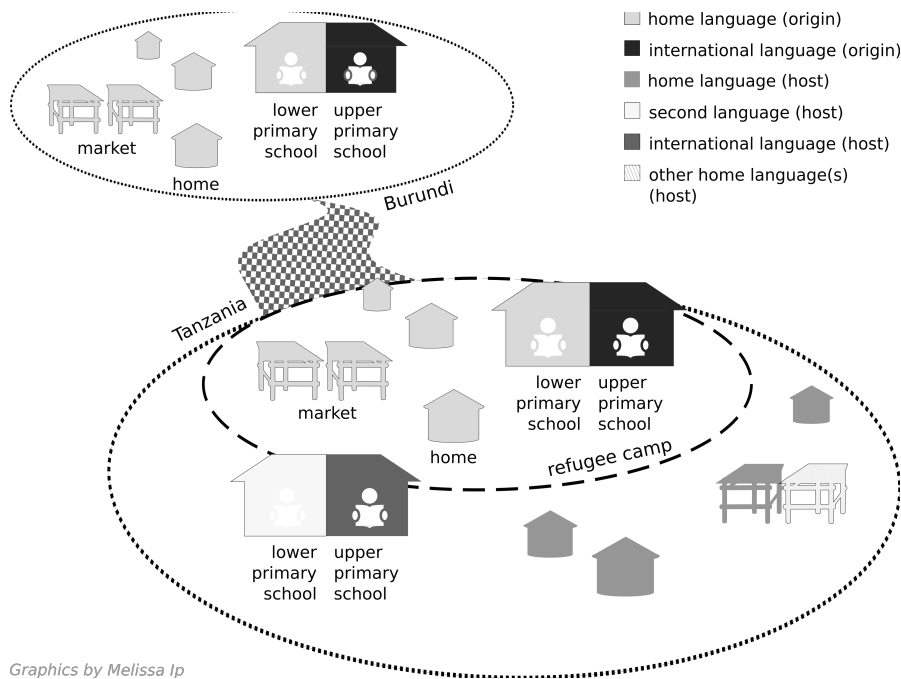 home language (origin)
international language (origin)
home language (host)
second language (host)
international language (host)
other home language(s)
(host)
lower
primary
school
upper
primary
school
market
home
Burundi
Tanzania
lower
primary
school
upper
primary
school
market
home
refugee camp
lower
primary
school
upper
primary
school
Graphics by Melissa Ip